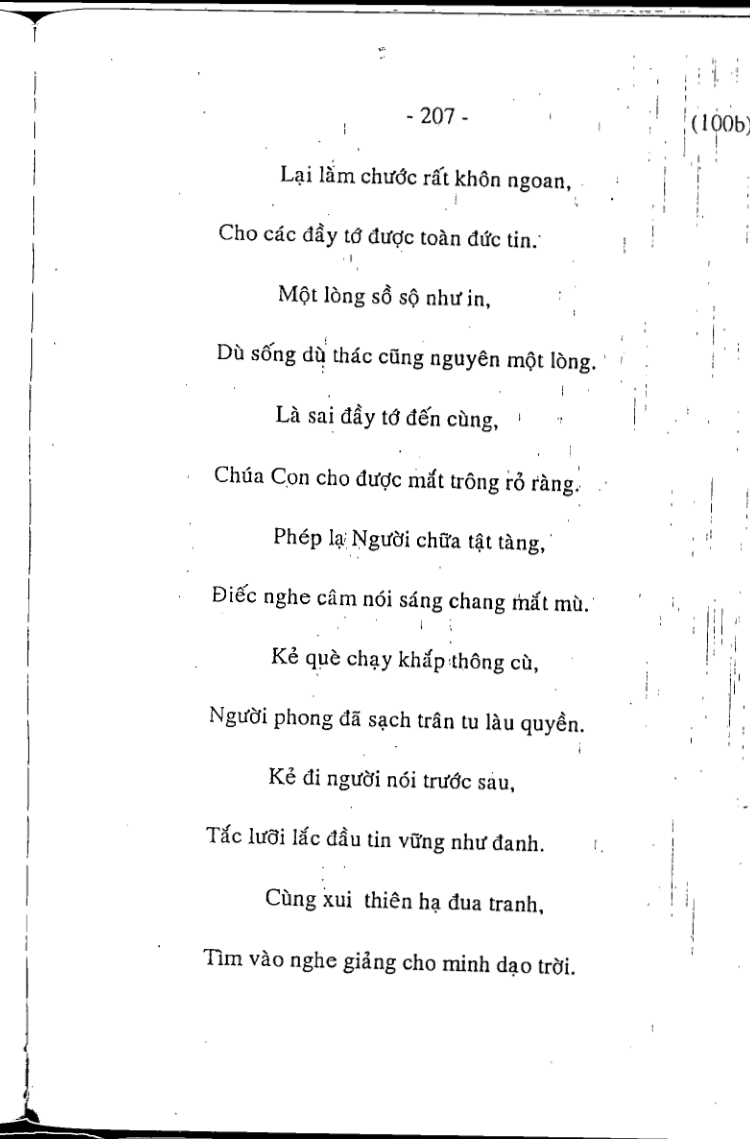 - 207 -
(100b)
Lại lằm chước rất khôn ngoan,
Cho các đầy tớ được toàn đức tin.
Một lòng sồ sộ như in,
Dù sống dù thác cũng nguyên một lòng.
Là sai đầy tớ đến cùng,
Chúa Con cho được mắt trông rỏ ràng.
Phép lạ Người chữa tật tàng,
Điếc nghe câm nói sáng chang mắt mù.
Kẻ què chạy khắp thông cù,
Người phong đã sạch trân tu làu quyền.
Kẻ đi người nói trước sau,
Tắc lưỡi lắc đầu tin vững như đanh.
Cùng xui thiên hạ đua tranh,
Tìm vào nghe giảng cho minh dạo trời.